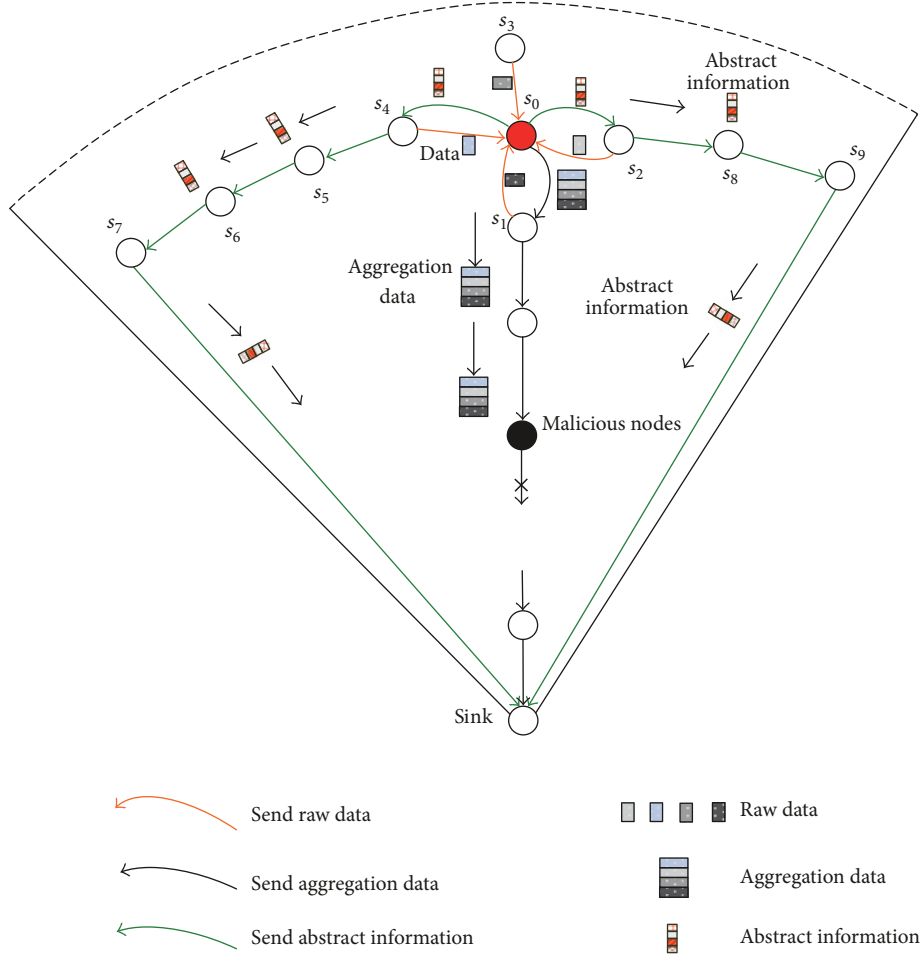 s3
Abstract
information
s4
s0
Data
s2
s8
s9
s5
s6
s7
s1
Aggregation
data
Abstract
information
Malicious nodes
Sink
Send raw data
Raw data
Send aggregation data
Aggregation data
Send abstract information
Abstract information